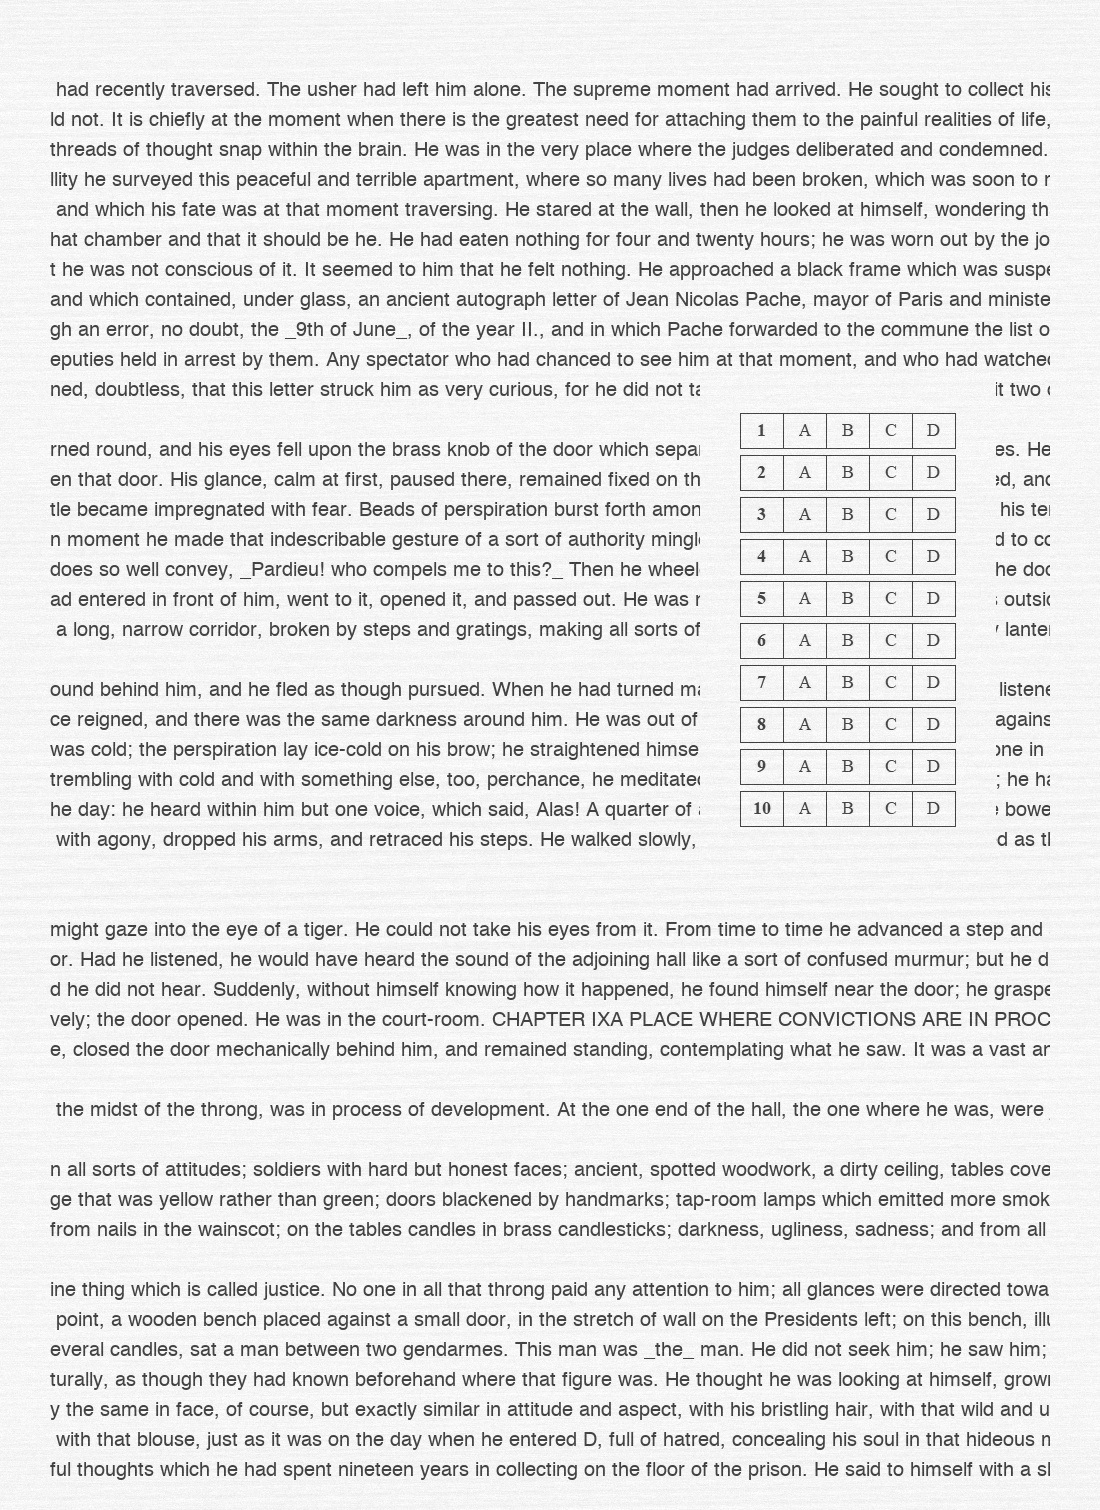 had recently traversed. The usher had left him alone. The supreme moment had arrived. He sought to collect his
ld not. It is chiefly at the moment when there is the greatest need for attaching them to the painful realities of life,
threads of thought snap within the brain. He was in the very place where the judges deliberated and condemned.
llity he surveyed this peaceful and terrible apartment, where so many lives had been broken, which was soon to r
and which his fate was at that moment traversing. He stared at the wall, then he looked at himself, wondering th
hat chamber and that it should be he. He had eaten nothing for four and twenty hours; he was worn out by the jo
t he was not conscious of it. It seemed to him that he felt nothing. He approached a black frame which was suspe
and which contained, under glass, an ancient autograph letter of Jean Nicolas Pache, mayor of Paris and ministe
gh an error, no doubt, the _9th of June_, of the year II., and in which Pache forwarded to the commune the list o
eputies held in arrest by them. Any spectator who had chanced to see him at that moment, and who had watched
ned, doubtless, that this letter struck him as very curious, for he did not ta it two
rned round, and his eyes fell upon the brass knob of the door which separ es. He
en that door. His glance, calm at first, paused there, remained fixed on th ed, and
tle became impregnated with fear. Beads of perspiration burst forth amon his ter
n moment he made that indescribable gesture of a sort of authority mingle d to co
does so well convey, _Pardieu! who compels me to this?_ Then he wheel he doo
ad entered in front of him, went to it, opened it, and passed out. He was n outsid
a long, narrow corridor, broken by steps and gratings, making all sorts of lanter
ound behind him, and he fled as though pursued. When he had turned ma listene
ce reigned, and there was the same darkness around him. He was out of agains
was cold; the perspiration lay ice-cold on his brow; he straightened himse one in
trembling with cold and with something else, too, perchance, he meditated ; he ha
he day: he heard within him but one voice, which said, Alas! A quarter of a bowe
with agony, dropped his arms, and retraced his steps. He walked slowly, d as th
1 A B C D
2 A B C D
3 A B C D
4 A B C D
5 A B C D
6 A B C D
7 A B C D
8 A B C D
9 A B C D
10 A B C D
might gaze into the eye of a tiger. He could not take his eyes from it. From time to time he advanced a step and
or. Had he listened, he would have heard the sound of the adjoining hall like a sort of confused murmur; but he d
d he did not hear. Suddenly, without himself knowing how it happened, he found himself near the door; he graspe
vely; the door opened. He was in the court-room. CHAPTER IXA PLACE WHERE CONVICTIONS ARE IN PROC
e, closed the door mechanically behind him, and remained standing, contemplating what he saw. It was a vast ar
the midst of the throng, was in process of development. At the one end of the hall, the one where he was, were
n all sorts of attitudes; soldiers with hard but honest faces; ancient, spotted woodwork, a dirty ceiling, tables cove
ge that was yellow rather than green; doors blackened by handmarks; tap-room lamps which emitted more smok
from nails in the wainscot; on the tables candles in brass candlesticks; darkness, ugliness, sadness; and from all
ine thing which is called justice. No one in all that throng paid any attention to him; all glances were directed towa
point, a wooden bench placed against a small door, in the stretch of wall on the Presidents left; on this bench, illu
everal candles, sat a man between two gendarmes. This man was _the_ man. He did not seek him; he saw him;
turally, as though they had known beforehand where that figure was. He thought he was looking at himself, grown
y the same in face, of course, but exactly similar in attitude and aspect, with his bristling hair, with that wild and u
with that blouse, just as it was on the day when he entered D, full of hatred, concealing his soul in that hideous m
ful thoughts which he had spent nineteen years in collecting on the floor of the prison. He said to himself with a sh